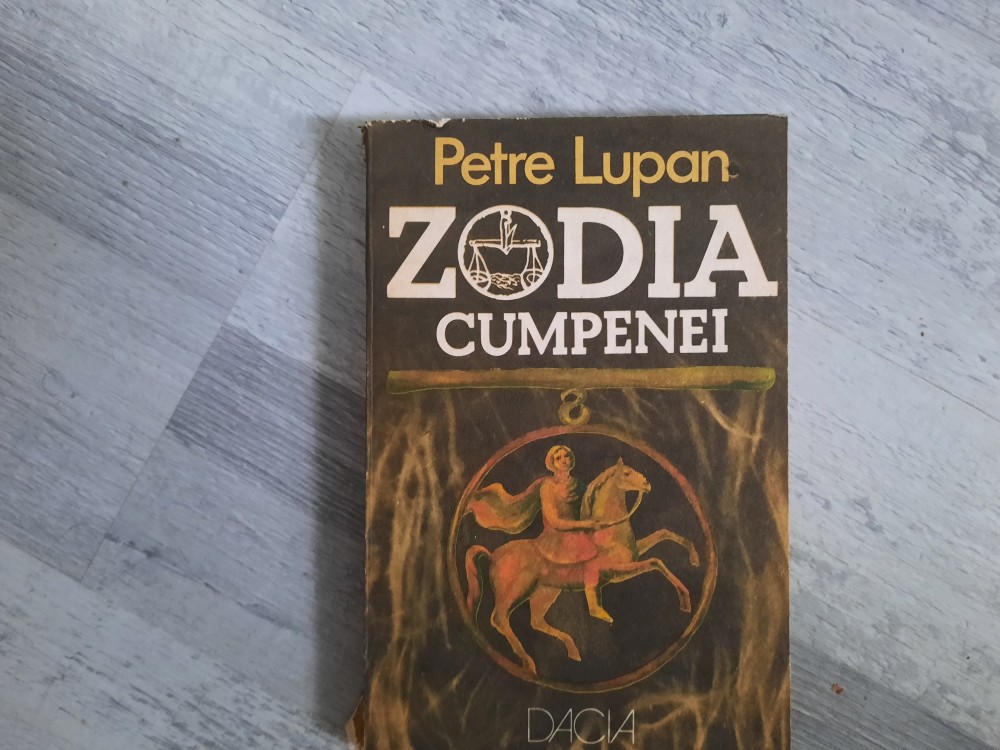 Petre Lupan
ZODIA
CUMPENEI
DACIA